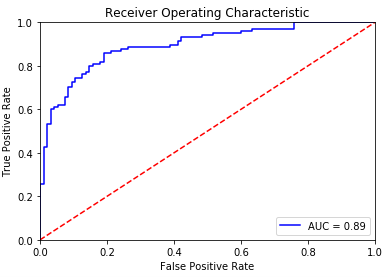 Receiver Operating Characteristic
True Positive Rate
1.0
0.8
0.6
0.4
0.2
0.0
AUC = 0.89
0.0 0.2 0.4 0.6 0.8 1.0
False Positive Rate